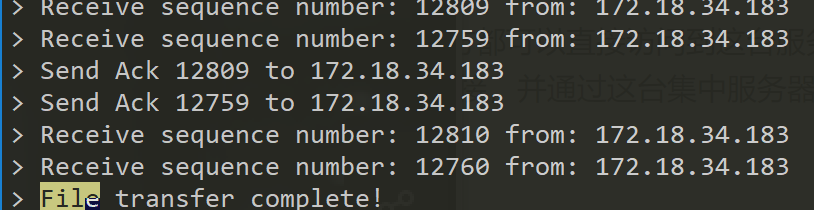 > Receive sequence number: 12809 from: 172.18.34.183
> Receive sequence number: 12759 from: 172.18.34.183
> Send Ack 12809 to 172.18.34.183
> Send Ack 12759 to 172.18.34.183
并通过这台集中服务器
> Receive sequence number: 12810 from: 172.18.34.183
> Receive sequence number: 12760 from: 172.18.34.183
> File transfer complete!